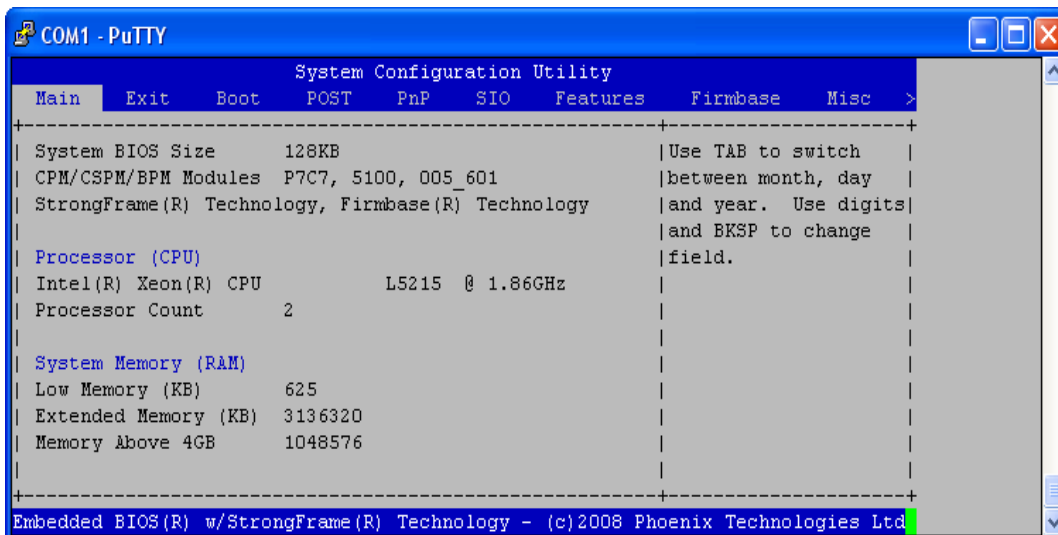 COM1 - PuTTY
System Configuration Utility
Main Exit Boot POST PnP SIO Features Firmbase Misc >
System BIOS Size 128KB
CPM/CSPM/BPM Modules P7C7, 5100, 005_601
StrongFrame(R) Technology, Firmbase(R) Technology
Processor (CPU)
Intel(R) Xeon(R) CPU L5215 @ 1.86GHz
Processor Count 2
System Memory (RAM)
Low Memory (KB) 625
Extended Memory (KB) 3136320
Memory Above 4GB 1048576
Use TAB to switch
between month, day
and year. Use digits
and BKSP to change
field.
Embedded BIOS(R) w/StrongFrame(R) Technology - (c)2008 Phoenix Technologies Ltd